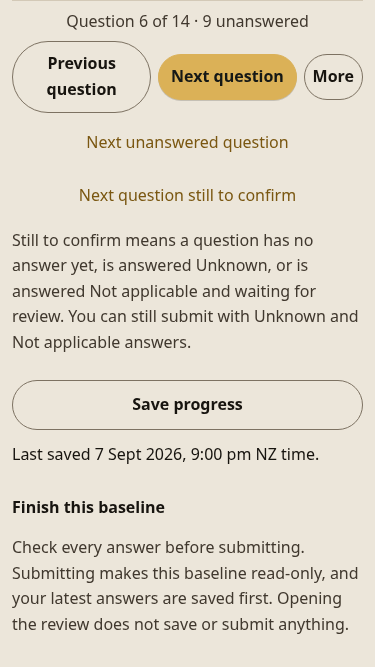 Question 6 of 14 · 9 unanswered
Previous
question
Next question
More
Next unanswered question
Next question still to confirm
Still to confirm means a question has no
answer yet, is answered Unknown, or is
answered Not applicable and waiting for
review. You can still submit with Unknown and
Not applicable answers.
Save progress
Last saved 7 Sept 2026, 9:00 pm NZ time.
Finish this baseline
Check every answer before submitting.
Submitting makes this baseline read-only, and
your latest answers are saved first. Opening
the review does not save or submit anything.